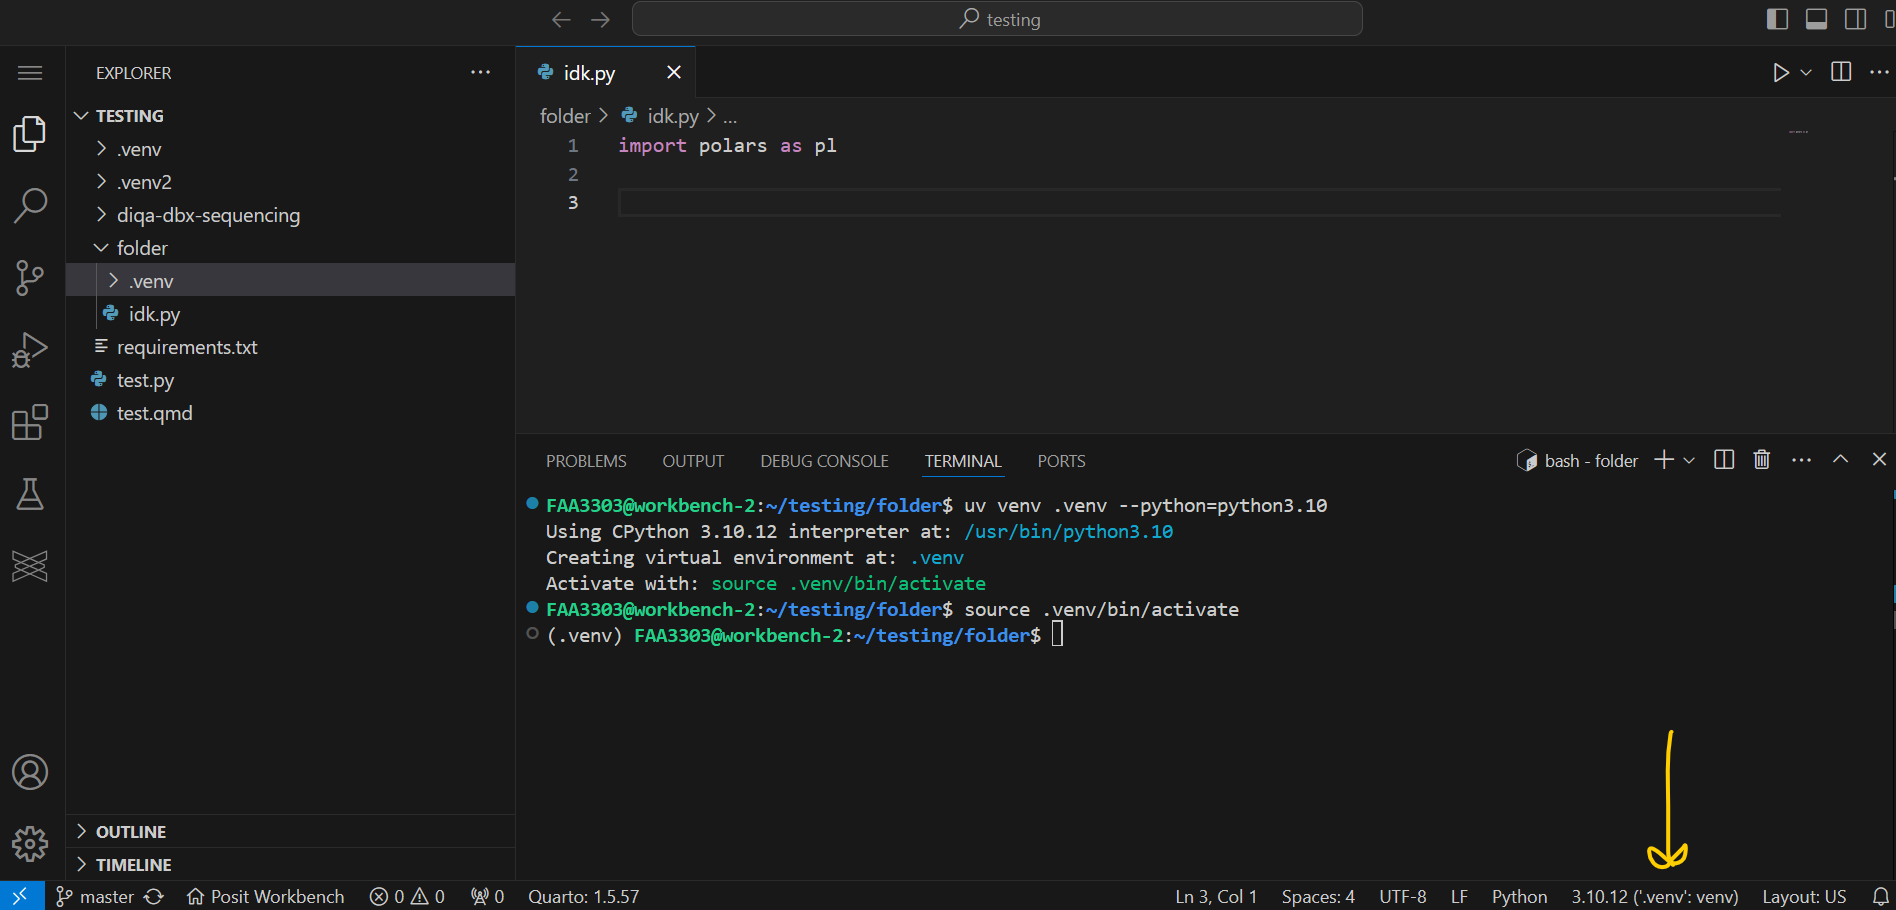 testing
EXPLORER
TESTING
.venv
.venv2
diqa-dbx-sequencing
folder
.venv
idk.py
requirements.txt
test.py
test.qmd
OUTLINE
TIMELINE
idk.py
folder > idk.py > ...
1 import polars as pl
2
3
PROBLEMS OUTPUT DEBUG CONSOLE TERMINAL PORTS
bash - folder
FAA3303@workbench-2:~/testing/folder$ uv venv .venv --python=python3.10
Using CPython 3.10.12 interpreter at: /usr/bin/python3.10
Creating virtual environment at: .venv
Activate with: source .venv/bin/activate
FAA3303@workbench-2:~/testing/folder$ source .venv/bin/activate
(.venv) FAA3303@workbench-2:~/testing/folder$
master Posit Workbench 0 0 0 Quarto: 1.5.57 Ln 3, Col 1 Spaces: 4 UTF-8 LF Python 3.10.12 ('.venv': venv) Layout: US